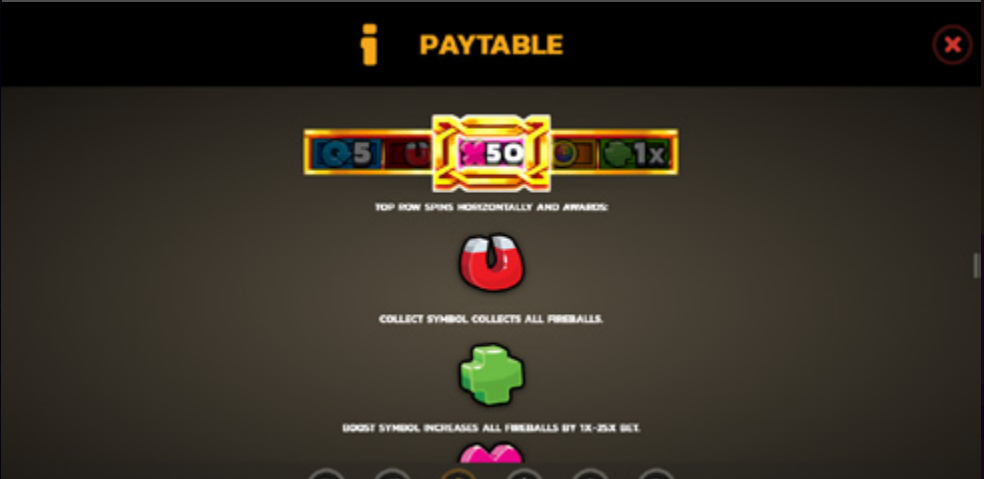 PAYTABLE
5 50 1x
TOP ROW SPINS HORIZONTALLY AND AWARDS:
COLLECT SYMBOL COLLECTS ALL FIREBALLS.
BOOST SYMBOL INCREASES ALL FIREBALLS BY 1X-25X BET.